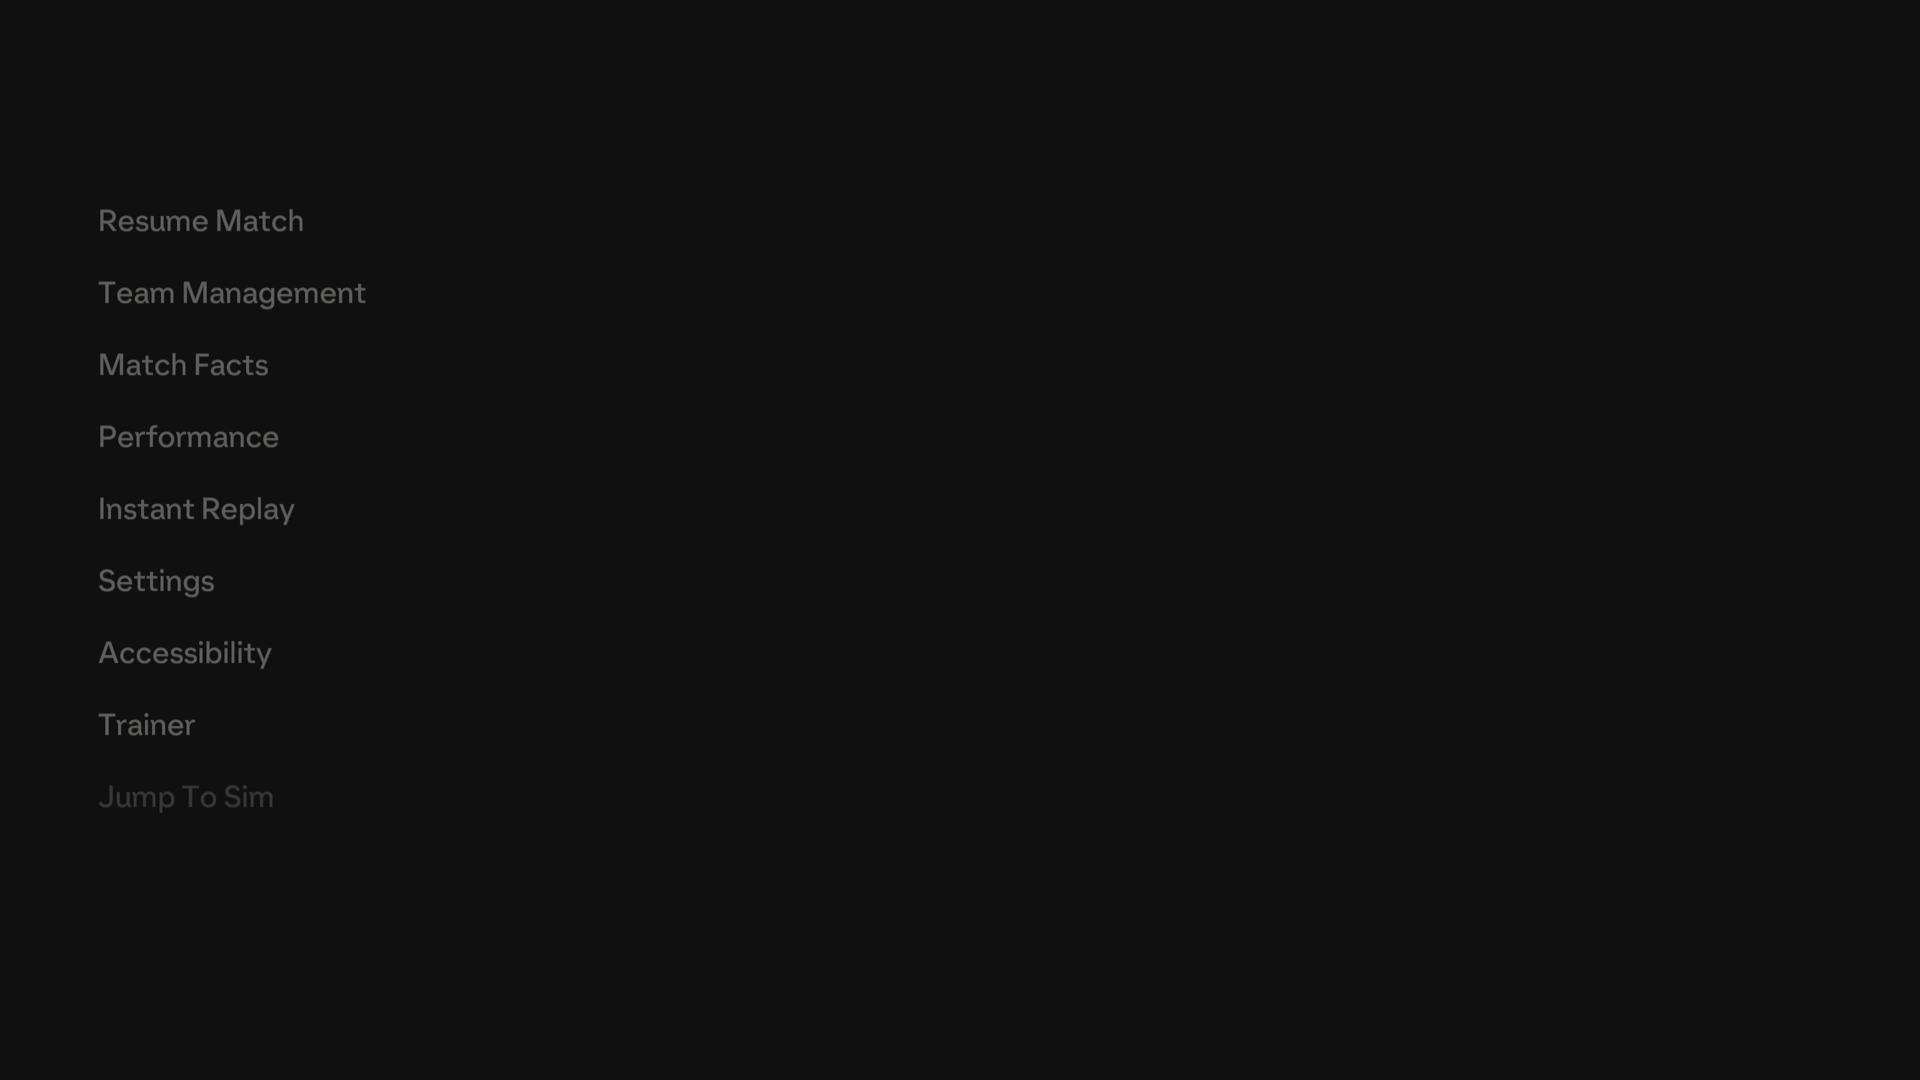 Resume Match
Team Management
Match Facts
Performance
Instant Replay
Settings
Accessibility
Trainer
Jump To Sim